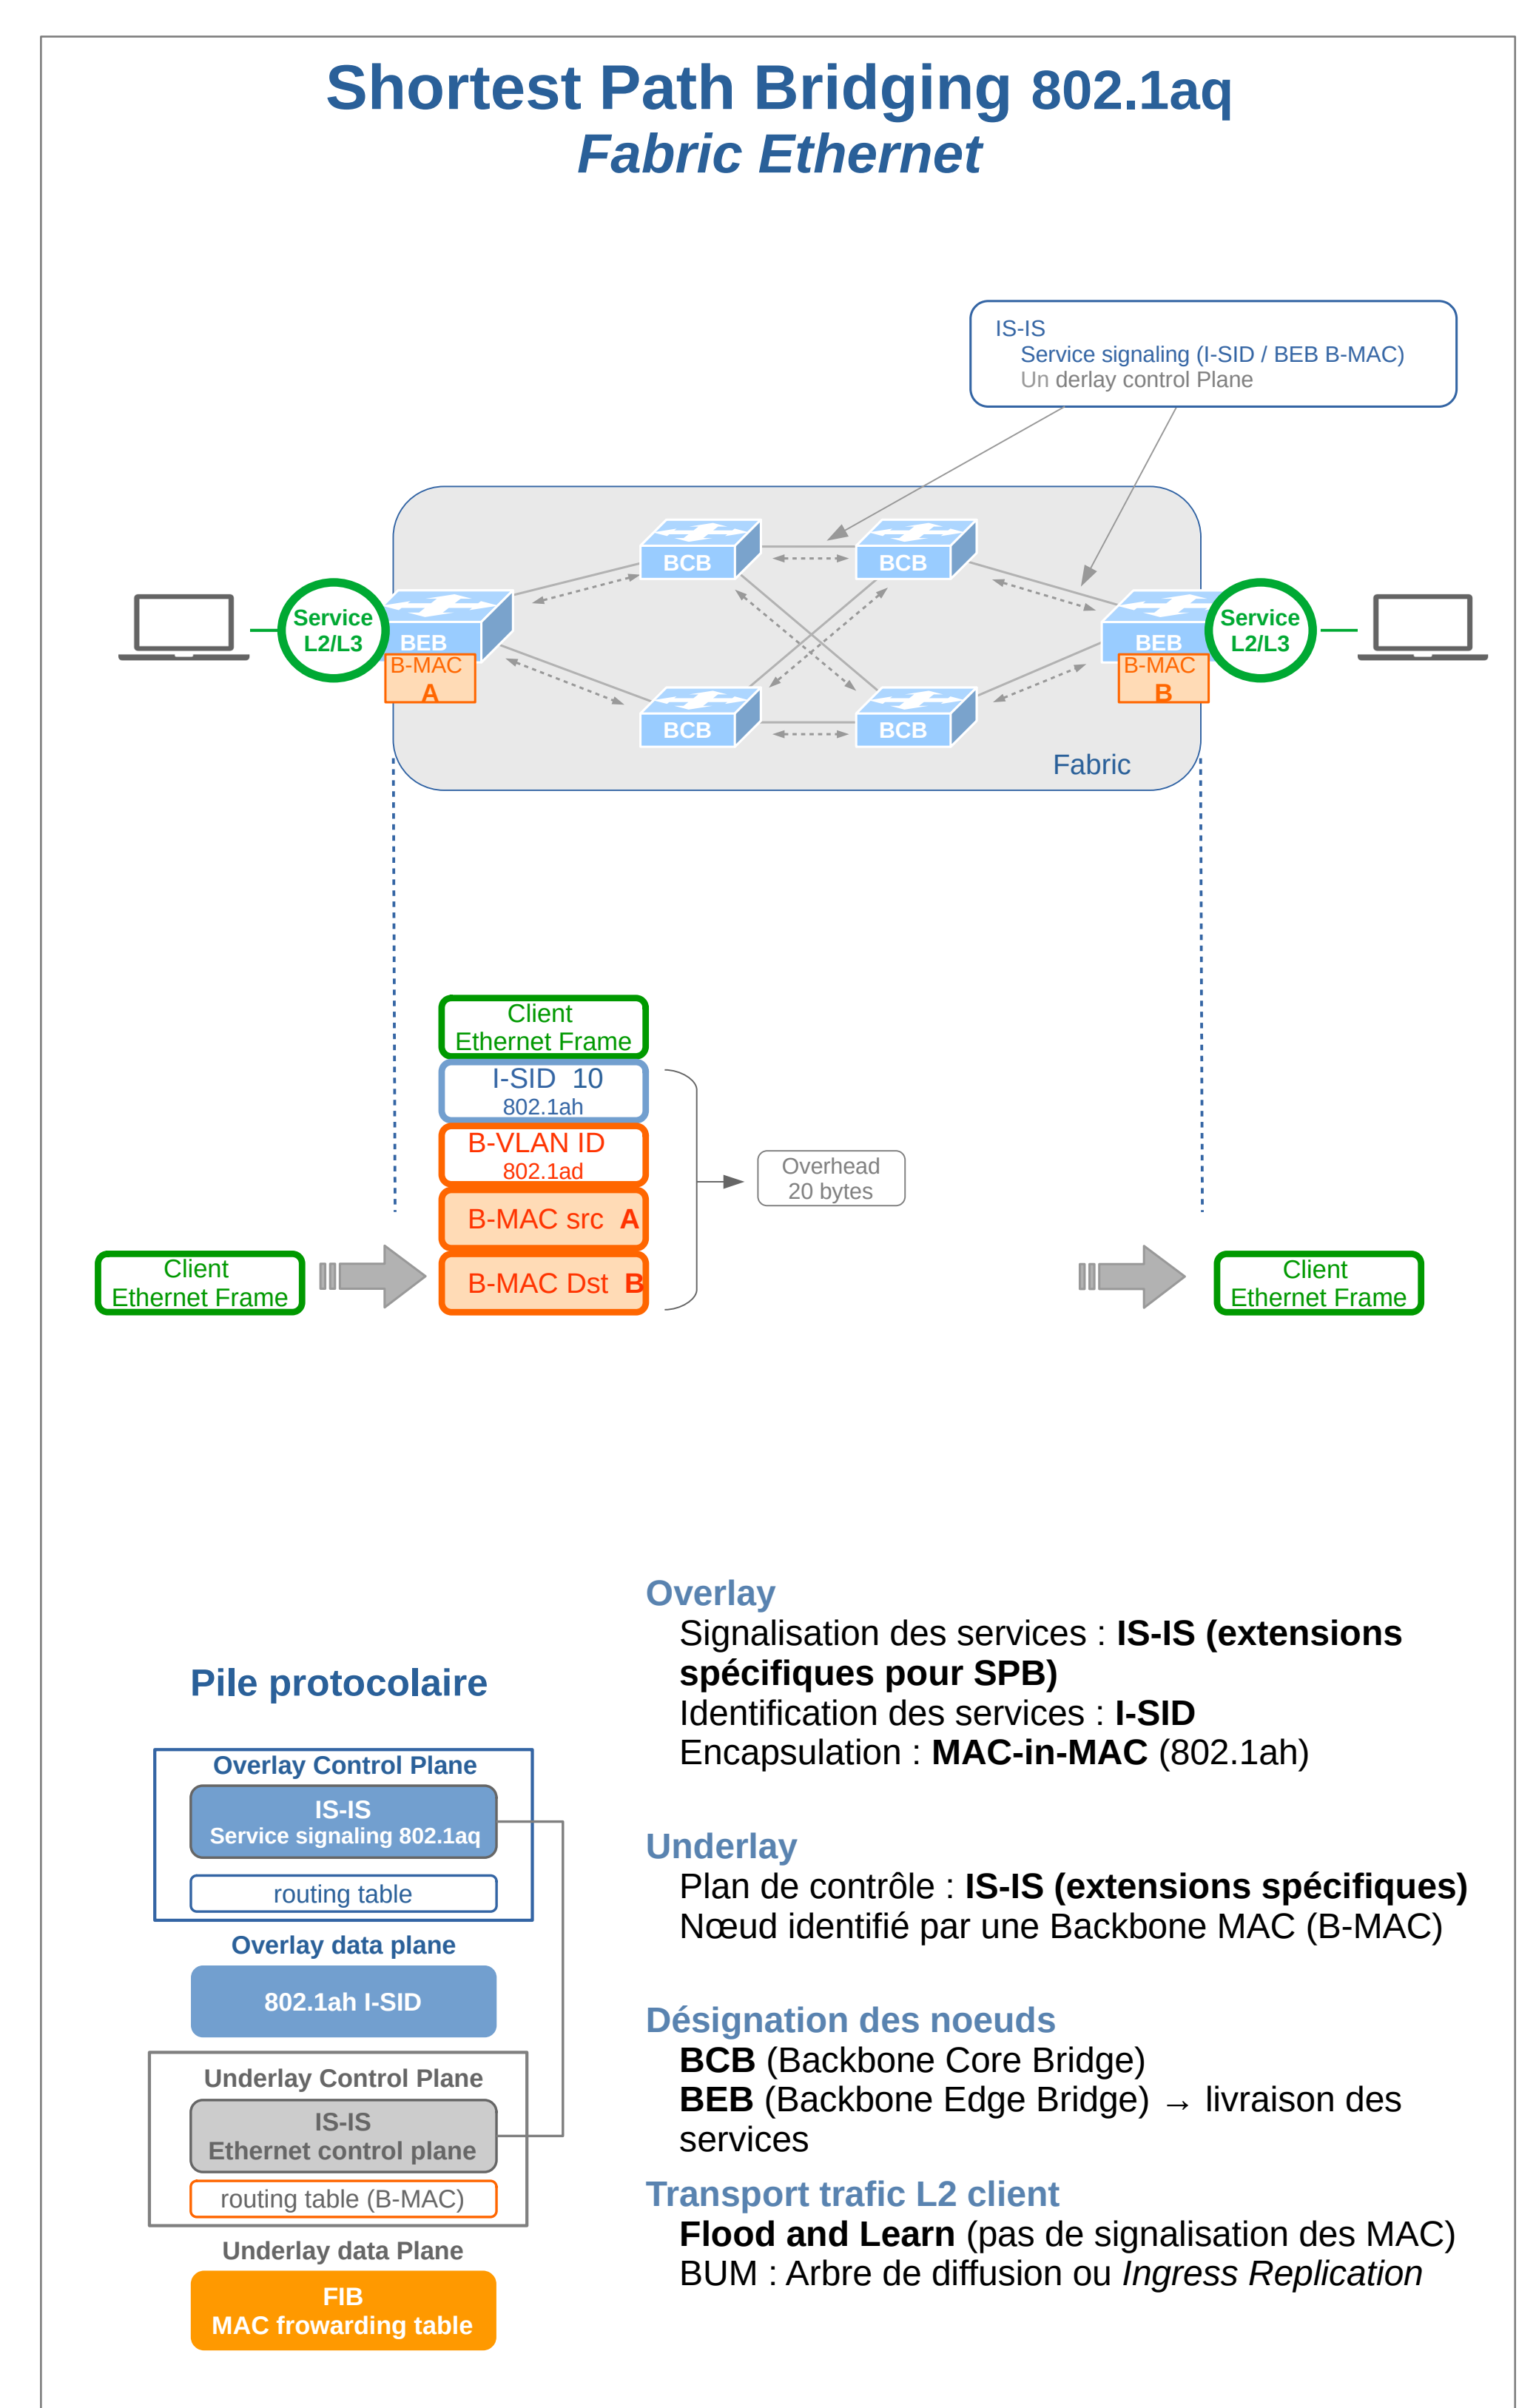 Shortest Path Bridging 802.1aq
Fabric Ethernet
IS-IS
Service signaling (I-SID / BEB B-MAC)
Un derlay control Plane
BCB
BCB
Service
L2/L3
BEB
B-MAC
A
BEB
B-MAC
B
Service
L2/L3
BCB
BCB
Fabric
Client
Ethernet Frame
I-SID 10
802.1ah
B-VLAN ID
802.1ad
B-MAC src A
B-MAC Dst B
Overhead
20 bytes
Client
Ethernet Frame
Client
Ethernet Frame
Pile protocolaire
Overlay Control Plane
IS-IS
Service signaling 802.1aq
routing table
Overlay data plane
802.1ah I-SID
Underlay Control Plane
IS-IS
Ethernet control plane
routing table (B-MAC)
Underlay data Plane
FIB
MAC frowarding table
Overlay
Signalisation des services : IS-IS (extensions
spécifiques pour SPB)
Identification des services : I-SID
Encapsulation : MAC-in-MAC (802.1ah)
Underlay
Plan de contrôle : IS-IS (extensions spécifiques)
Nœud identifié par une Backbone MAC (B-MAC)
Désignation des noeuds
BCB (Backbone Core Bridge)
BEB (Backbone Edge Bridge) → livraison des
services
Transport trafic L2 client
Flood and Learn (pas de signalisation des MAC)
BUM : Arbre de diffusion ou Ingress Replication